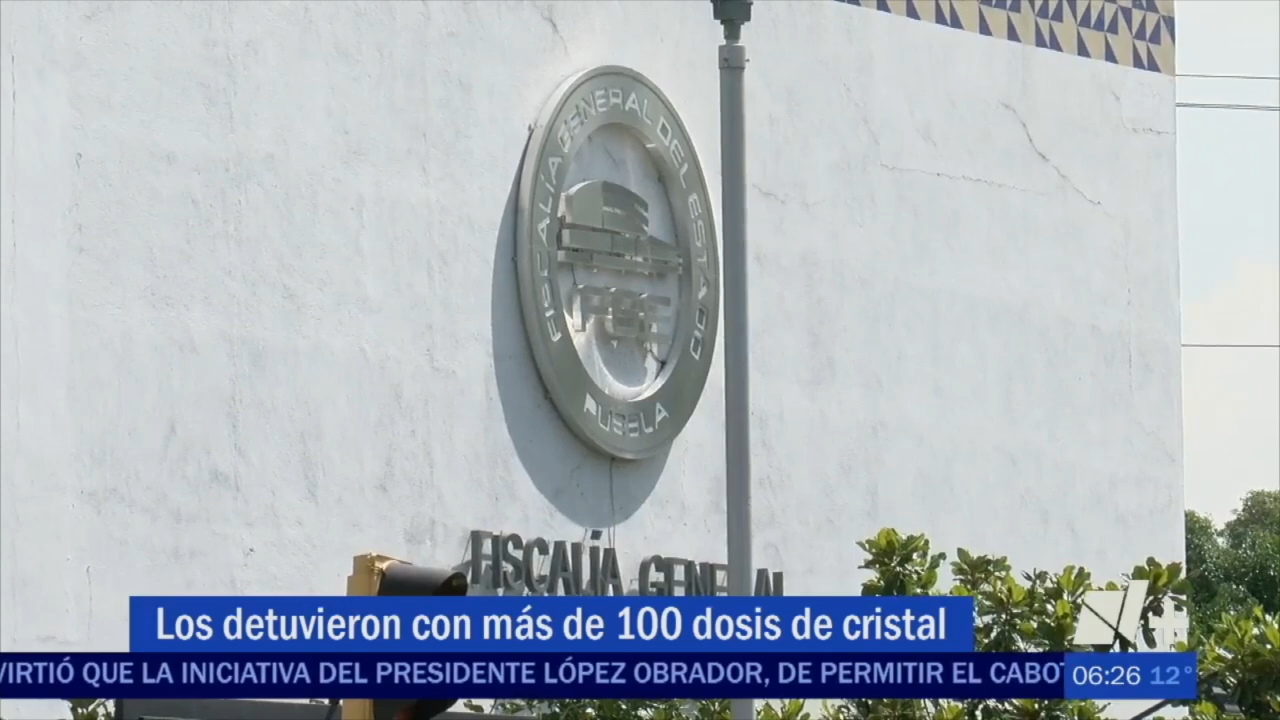 FISCALÍA GENERAL DEL ESTADO
FGE
PUEBLA
FISCALÍA GENERAL
Los detuvieron con más de 100 dosis de cristal
VIRTIÓ QUE LA INICIATIVA DEL PRESIDENTE LÓPEZ OBRADOR, DE PERMITIR EL CABOT
06:26 12°